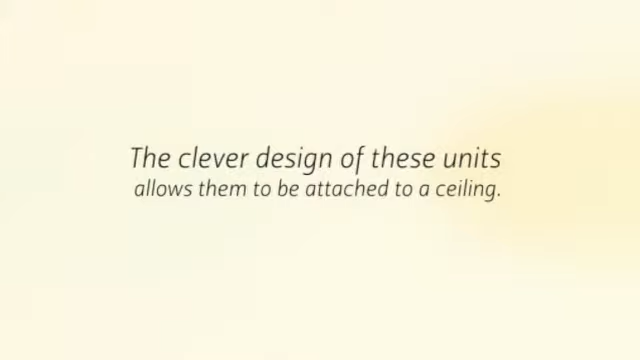 The clever design of these units
allows them to be attached to a ceiling.